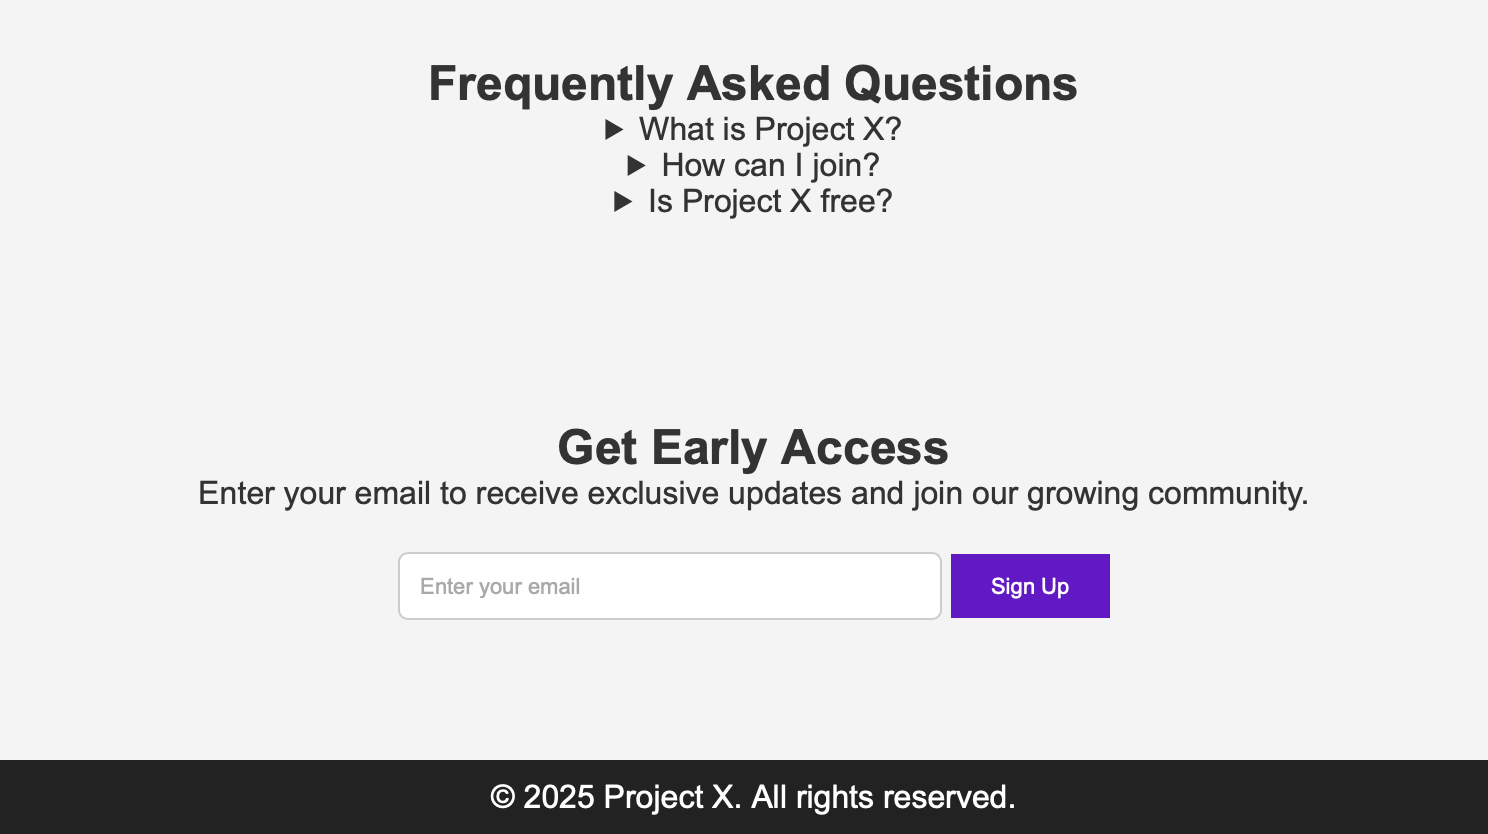 Frequently Asked Questions
What is Project X?
How can I join?
Is Project X free?
Get Early Access
Enter your email to receive exclusive updates and join our growing community.
Enter your email Sign Up
© 2025 Project X. All rights reserved.